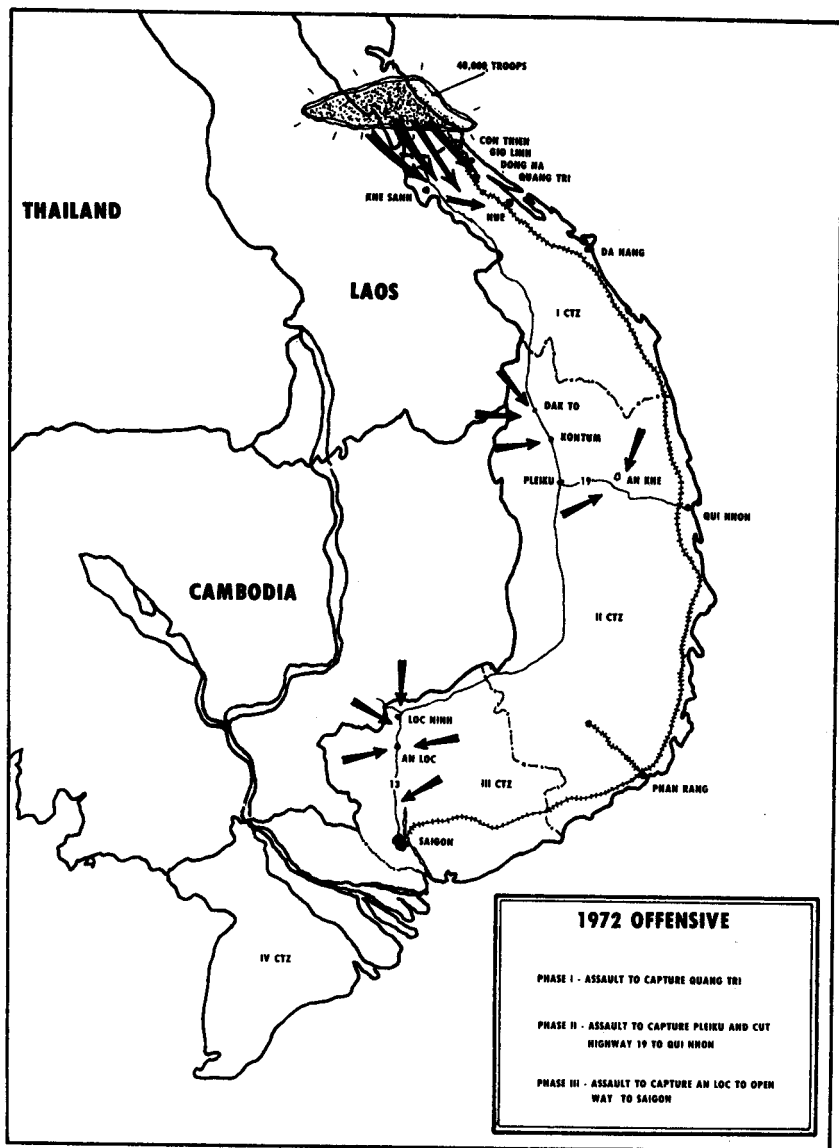 40,000 TROOPS
CON THIEN
GIO LINH
DONG HA
QUANG TRI
KHE SANH
HUE
THAILAND
DA NANG
LAOS
I CTZ
DAK TO
KONTUM
PLEIKU
19
AN KHE
QUI NHON
CAMBODIA
II CTZ
LOC NINH
AN LOC
13
III CTZ
PHAN RANG
SAIGON
IV CTZ
1972 OFFENSIVE
PHASE I - ASSAULT TO CAPTURE QUANG TRI
PHASE II - ASSAULT TO CAPTURE PLEIKU AND CUT
HIGHWAY 19 TO QUI NHON
PHASE III - ASSAULT TO CAPTURE AN LOC TO OPEN
WAY TO SAIGON